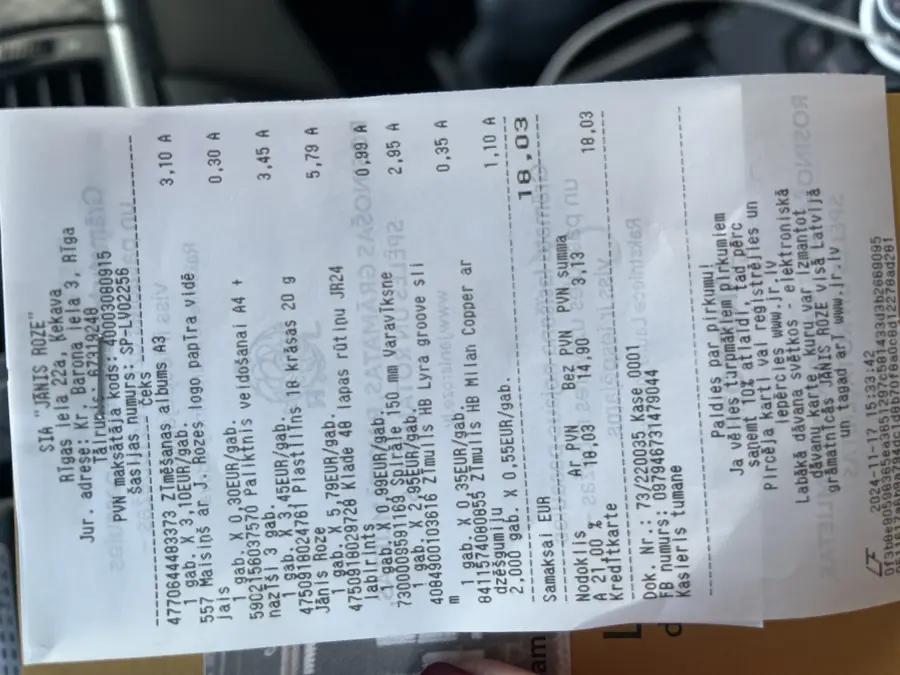 SIA "JĀNIS ROZE"
Rīgas iela 22a, Ķekava
Jur. adrese: Kr. Barona iela 3, Rīga
Tālrunis: 67319248
PVN maksātāja kods: 40003080915
Sasijas numurs: SP-LV02256
čeks
4770644483373 Zīmēšanas albums A3
1 gab. X 3,10EUR/gab. 3,10 A
557 Maisiņš ar J. Rozes logo papīra vidē
jais
1 gab. X 0,30EUR/gab. 0,30 A
5902156037570 Paliktnis veidošanai A4 +
nazīši 3 gab.
1 gab. X 3,45EUR/gab. 3,45 A
4750918024761 Plastilīns 18 krāsas 20 g
Jānis Roze
1 gab. X 5,79EUR/gab. 5,79 A
4750918029728 Klade 48 lapas rūtiņu JR24
labirints
1 gab. X 0,99EUR/gab. 0,99 A
Spirāle 150 mm Varavīksne
1 gab. X 2,95EUR/gab. 2,95 A
4084900103616 Zīmulis HB Lyra groove sli
m
1 gab. X 0,35EUR/gab. 0,35 A
8411574080855 Zīmulis HB Milan Copper ar
dzēšgumiju
2,000 gab. X 0,55EUR/gab. 1,10 A
Samaksai EUR 18,03
Nodoklis Ar PVN Bez PVN PVN summa
A 21,00 % 18,03 14,90 3,13
Kredītkarte 18,03
Dok. Nr.: 73/220035 Kase 0001
FB numurs: 0979467314790​44
Kasieris tumane
Paldies par pirkumu!
Ja vēlies turpmākiem pirkumiem
saņemt 10% atlaidi, tad pērc
Pircēja karti vai reģistrējies un
iepērcies www.jr.lv
Labākā dāvana svētkos - elektroniskā
dāvanu karte, kuru var izmantot
grāmatnīcās JĀNIS ROZE visā Latvijā
un tagad arī www.jr.lv
2024-11-17 15:33:42